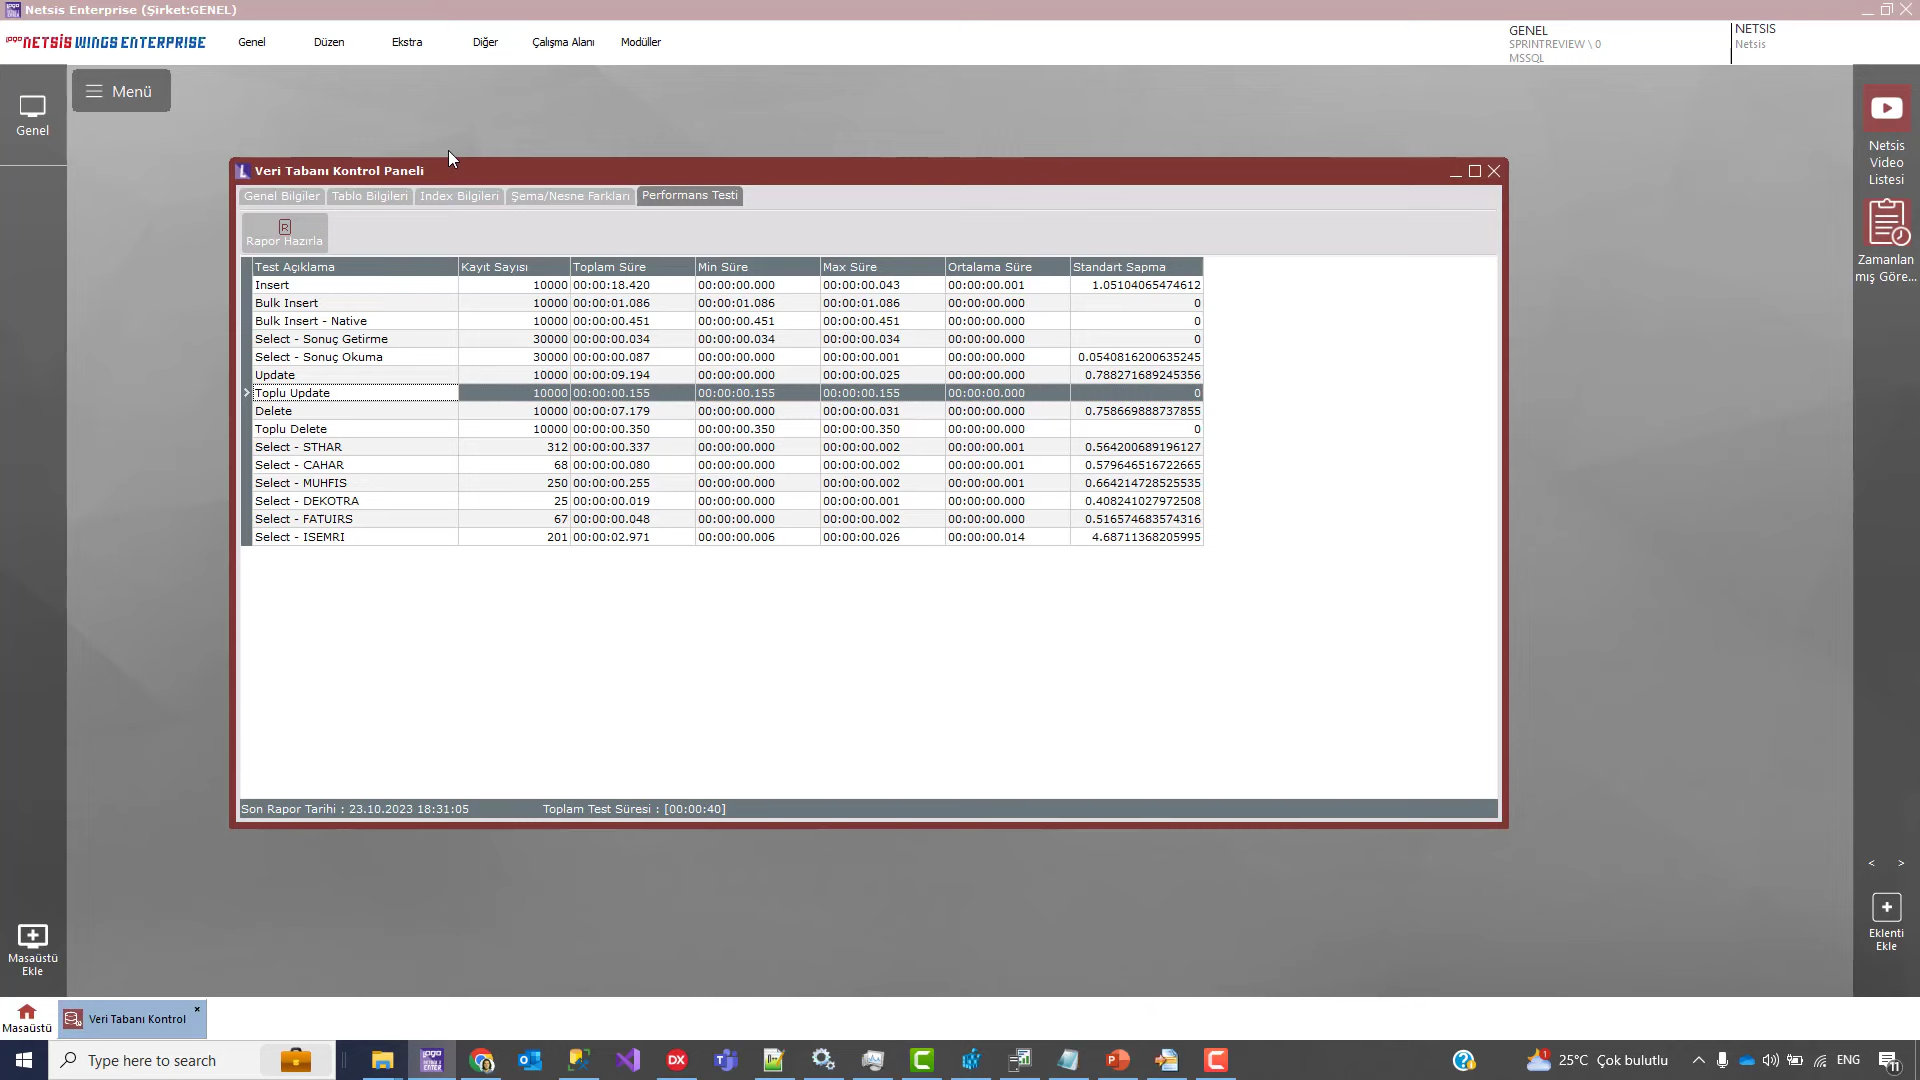 Netsis Enterprise (Şirket:GENEL)
logo NETSİS WINGS ENTERPRISE
Genel Düzen Ekstra Diğer Çalışma Alanı Modüller
GENEL
SPRINTREVIEW \ 0
MSSQL
NETSIS
Netsis
Genel
Menü
Netsis
Video
Listesi
Zamanlan
mış Göre...
Veri Tabanı Kontrol Paneli
Genel Bilgiler Tablo Bilgileri Index Bilgileri Şema/Nesne Farkları Performans Testi
R
Rapor Hazırla
Test Açıklama Kayıt Sayısı Toplam Süre Min Süre Max Süre Ortalama Süre Standart Sapma
Insert 10000 00:00:18.420 00:00:00.000 00:00:00.043 00:00:00.001 1.05104065474612
Bulk Insert 10000 00:00:01.086 00:00:01.086 00:00:01.086 00:00:00.000 0
Bulk Insert - Native 10000 00:00:00.451 00:00:00.451 00:00:00.451 00:00:00.000 0
Select - Sonuç Getirme 30000 00:00:00.034 00:00:00.034 00:00:00.034 00:00:00.000 0
Select - Sonuç Okuma 30000 00:00:00.087 00:00:00.000 00:00:00.001 00:00:00.000 0.0540816200635245
Update 10000 00:00:09.194 00:00:00.000 00:00:00.025 00:00:00.000 0.788271689245356
Toplu Update 10000 00:00:00.155 00:00:00.155 00:00:00.155 00:00:00.000 0
Delete 10000 00:00:07.179 00:00:00.000 00:00:00.031 00:00:00.000 0.758669888737855
Toplu Delete 10000 00:00:00.350 00:00:00.350 00:00:00.350 00:00:00.000 0
Select - STHAR 312 00:00:00.337 00:00:00.000 00:00:00.002 00:00:00.001 0.564200689196127
Select - CAHAR 68 00:00:00.080 00:00:00.000 00:00:00.002 00:00:00.001 0.579646516722665
Select - MUHFIS 250 00:00:00.255 00:00:00.000 00:00:00.002 00:00:00.001 0.664214728525535
Select - DEKOTRA 25 00:00:00.019 00:00:00.000 00:00:00.001 00:00:00.000 0.408241027972508
Select - FATUIRS 67 00:00:00.048 00:00:00.000 00:00:00.002 00:00:00.000 0.516574683574316
Select - ISEMRI 201 00:00:02.971 00:00:00.006 00:00:00.026 00:00:00.014 4.68711368205995
Son Rapor Tarihi : 23.10.2023 18:31:05 Toplam Test Süresi : [00:00:40]
Eklenti
Ekle
Masaüstü
Ekle
Masaüstü
Veri Tabanı Kontrol
Type here to search
25°C Çok bulutlu
ENG
11